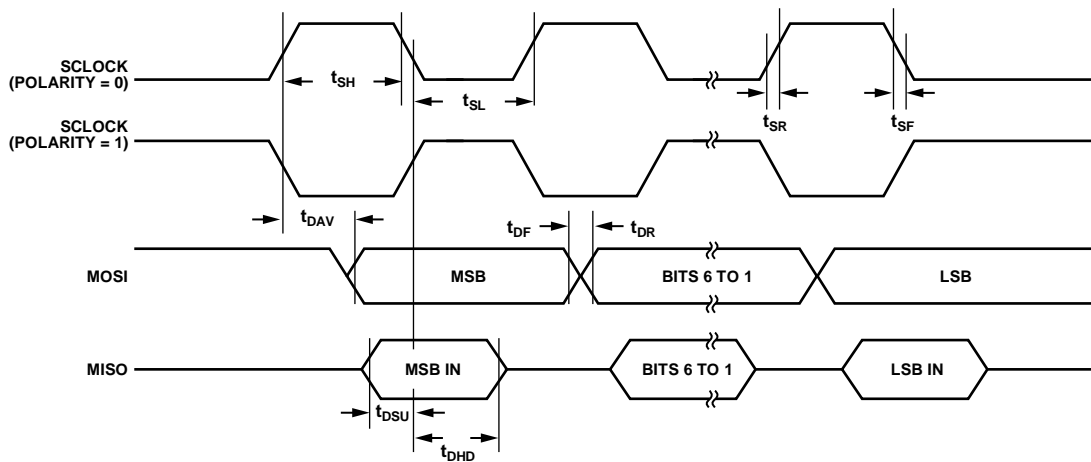 SCLOCK
(POLARITY = 0)
tSH
tSL
tSR
tSF
SCLOCK
(POLARITY = 1)
tDAV
tDF
tDR
MOSI
MSB
BITS 6 TO 1
LSB
MISO
MSB IN
BITS 6 TO 1
LSB IN
tDSU
tDHD